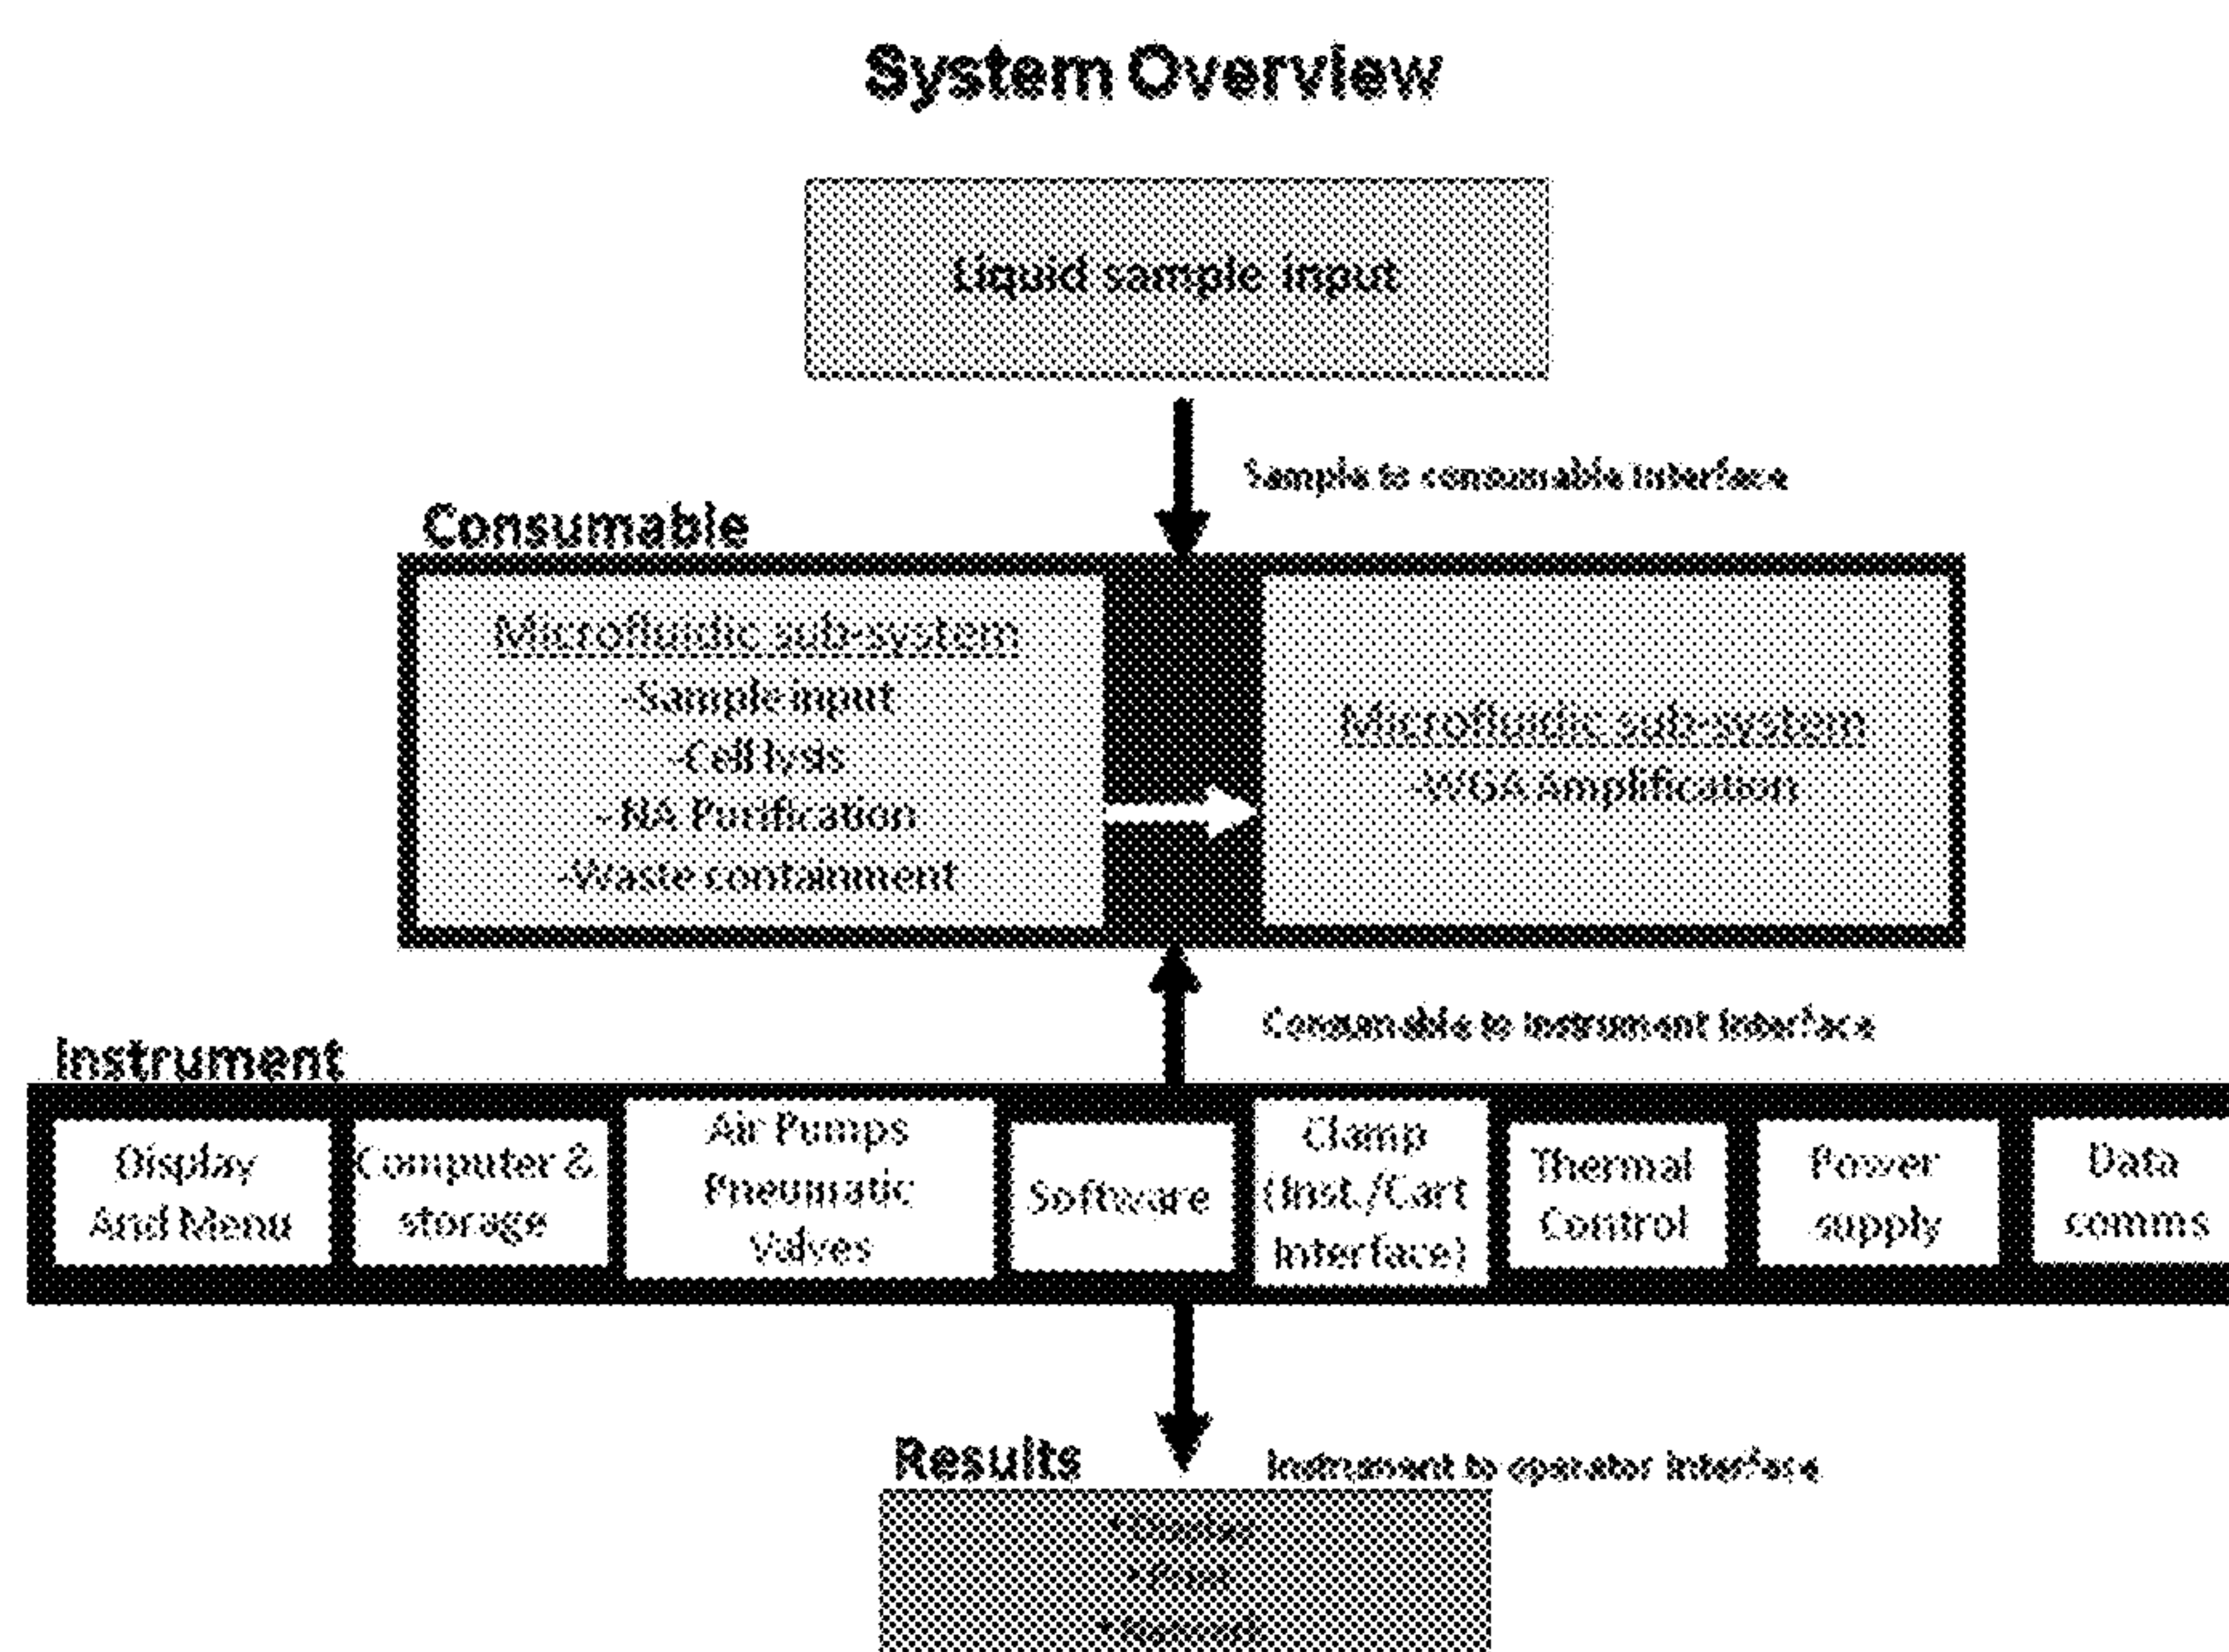 System Overview
Liquid sample input
Sample to consumable interface
Consumable
Microfluidic sub-system
-Sample input
-Cell lysis
- NA Purification
-Waste containment
Microfluidic sub-system
-WGA Amplification
Consumable to Instrument Interface
Instrument
Display
And Menu
Computer &
storage
Air Pumps
Pneumatic
Valves
Software
Clamp
(Inst./Cart
Interface)
Thermal
Control
Power
supply
Data
comms
Results
Instrument to operator interface
*Display
*Print